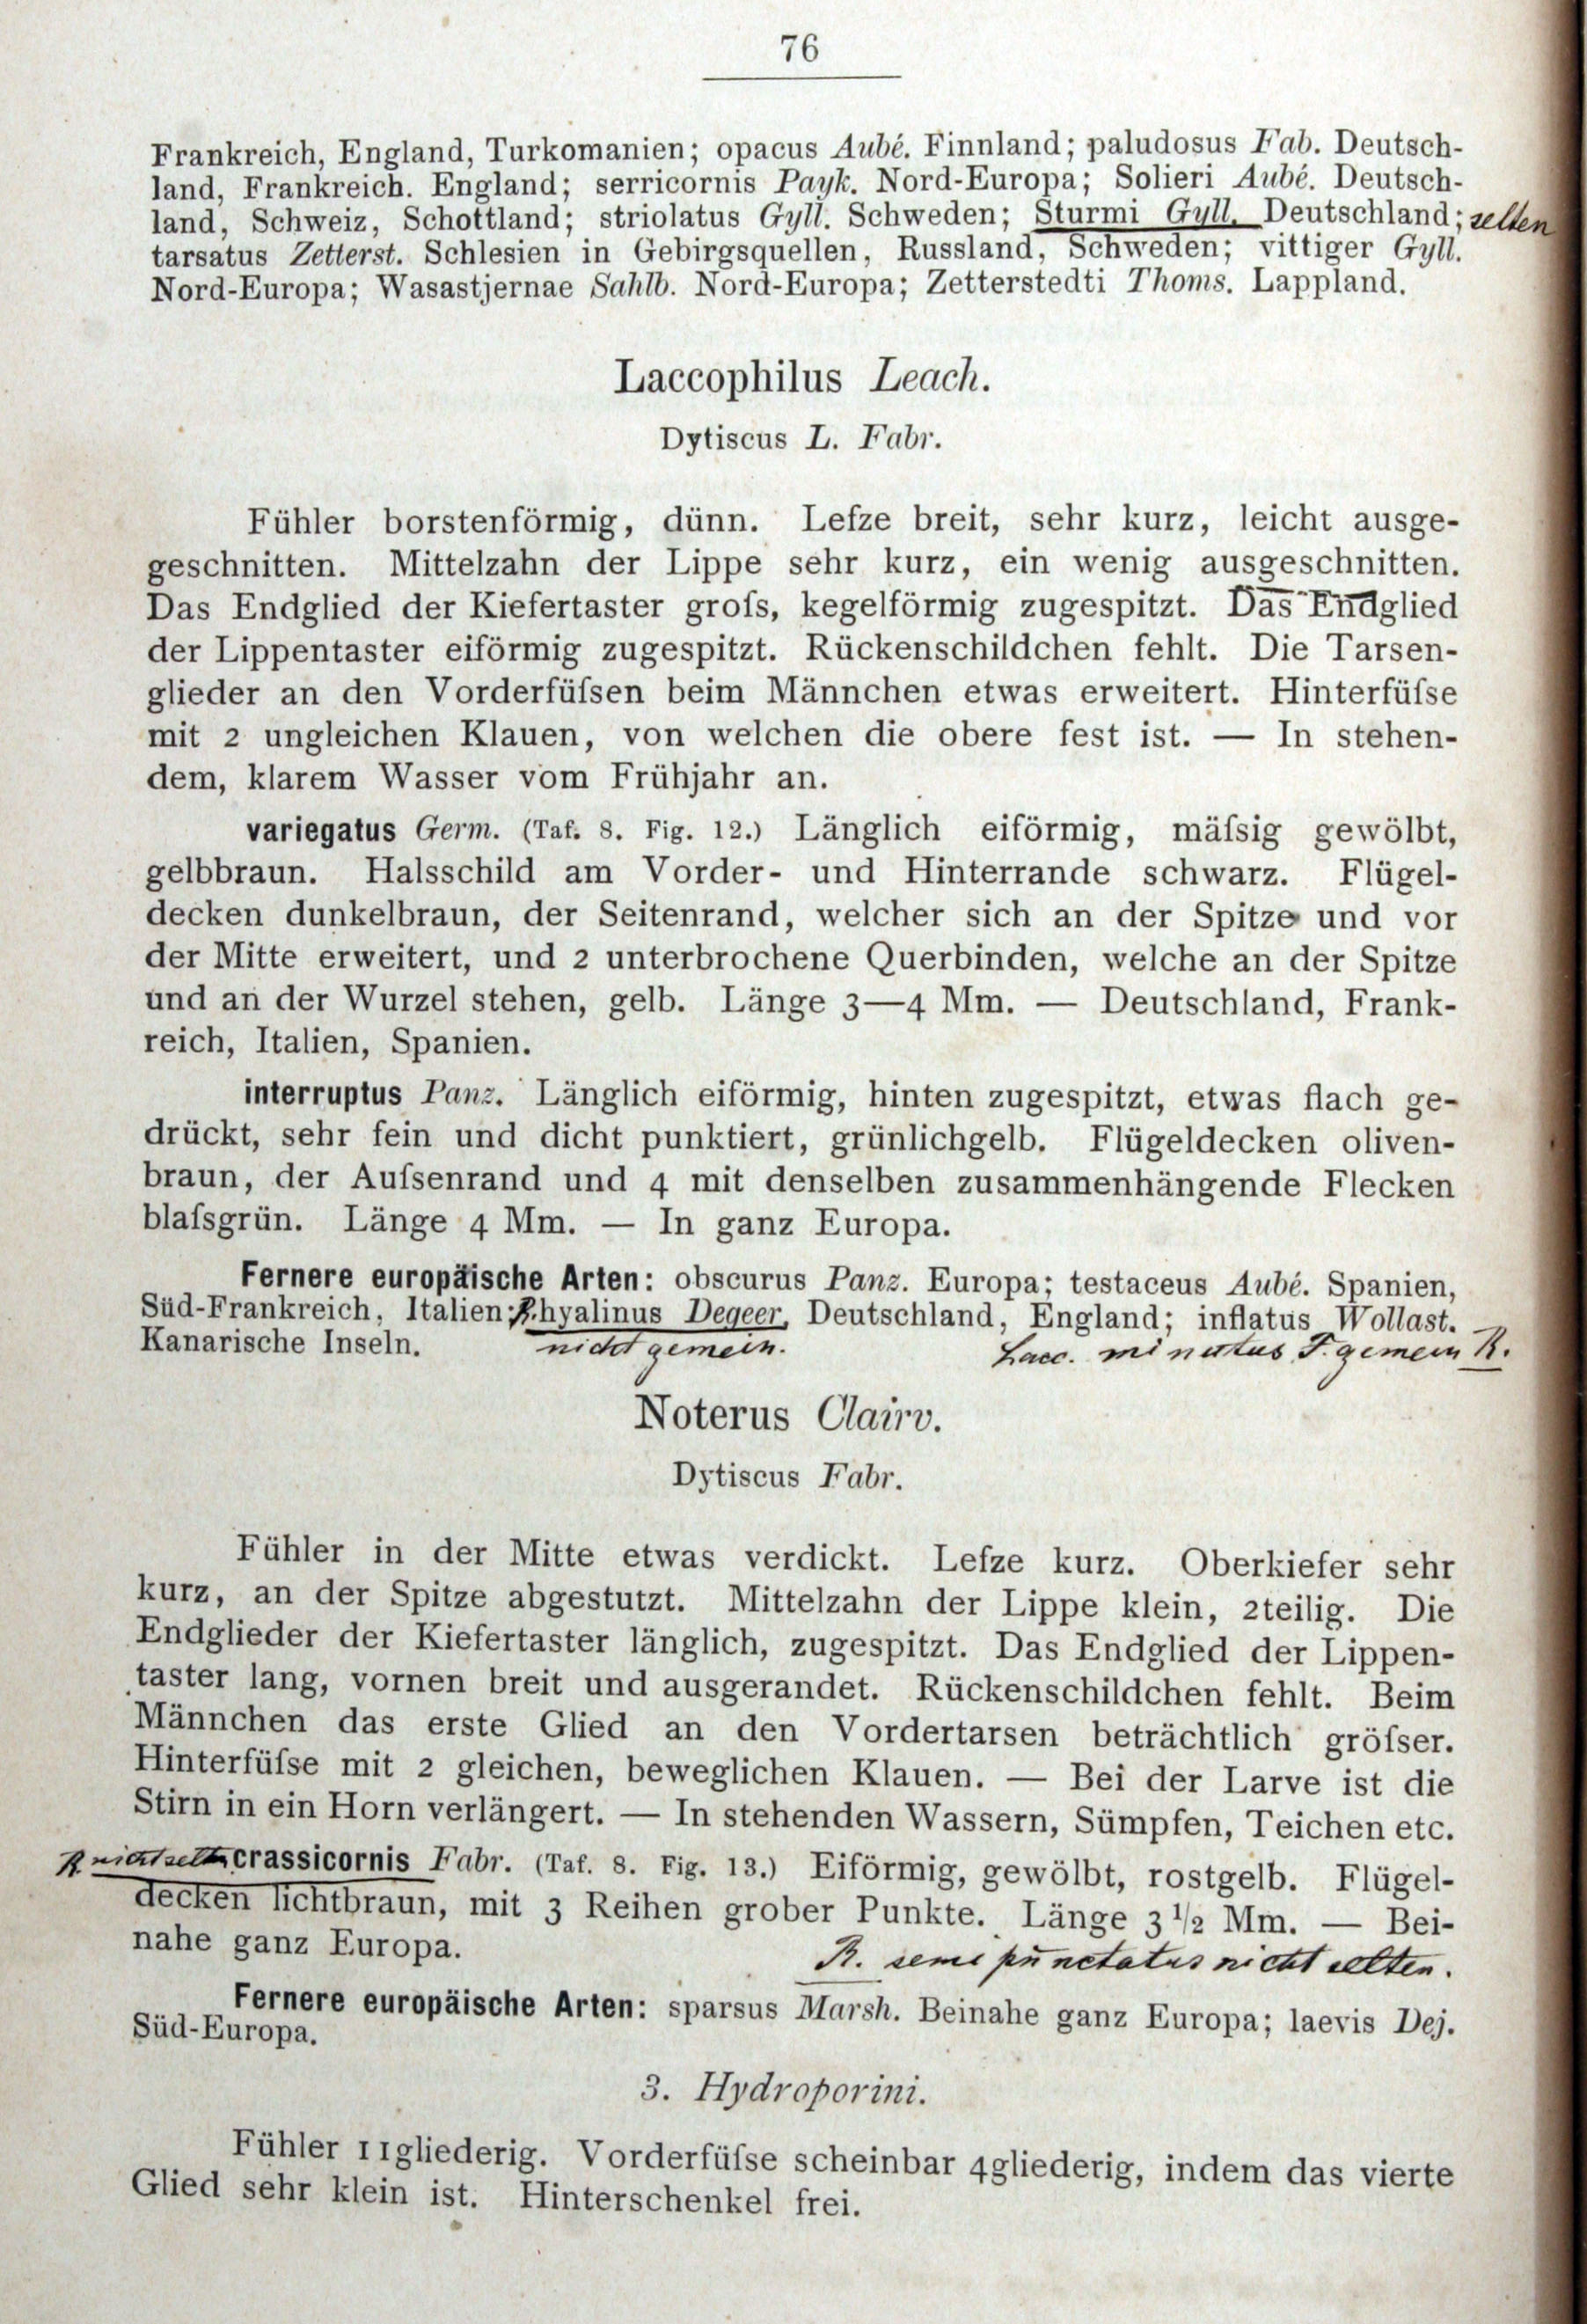 76
Frankreich, England, Turkomanien; opacus Aubé. Finnland; paludosus Fab. Deutsch-
land, Frankreich. England; serricornis Payk. Nord-Europa; Solieri Aubé. Deutsch-
land, Schweiz, Schottland; striolatus Gyll. Schweden; Sturmi Gyll. Deutschland; selten
tarsatus Zetterst. Schlesien in Gebirgsquellen, Russland, Schweden; vittiger Gyll.
Nord-Europa; Wasastjernae Sahlb. Nord-Europa; Zetterstedti Thoms. Lappland.
Laccophilus Leach.
Dytiscus L. Fabr.
Fühler borstenförmig, dünn. Lefze breit, sehr kurz, leicht ausge-
geschnitten. Mittelzahn der Lippe sehr kurz, ein wenig ausgeschnitten.
Das Endglied der Kiefertaster groſs, kegelförmig zugespitzt. Das Endglied
der Lippentaster eiförmig zugespitzt. Rückenschildchen fehlt. Die Tarsen-
glieder an den Vorderfüſsen beim Männchen etwas erweitert. Hinterfüſse
mit 2 ungleichen Klauen, von welchen die obere fest ist. — In stehen-
dem, klarem Wasser vom Frühjahr an.
variegatus Germ. (Taf. 8. Fig. 12.) Länglich eiförmig, mäſsig gewölbt,
gelbbraun. Halsschild am Vorder- und Hinterrande schwarz. Flügel-
decken dunkelbraun, der Seitenrand, welcher sich an der Spitze und vor
der Mitte erweitert, und 2 unterbrochene Querbinden, welche an der Spitze
und an der Wurzel stehen, gelb. Länge 3—4 Mm. — Deutschland, Frank-
reich, Italien, Spanien.
interruptus Panz. Länglich eiförmig, hinten zugespitzt, etwas flach ge-
drückt, sehr fein und dicht punktiert, grünlichgelb. Flügeldecken oliven-
braun, der Auſsenrand und 4 mit denselben zusammenhängende Flecken
blaſsgrün. Länge 4 Mm. — In ganz Europa.
Fernere europäische Arten: obscurus Panz. Europa; testaceus Aubé. Spanien,
Süd-Frankreich, Italien; R. hyalinus Degeer, Deutschland, England; inflatus Wollast.
Kanarische Inseln. nicht gemein. Lacc. minutus F. gemein R.
Noterus Clairv.
Dytiscus Fabr.
Fühler in der Mitte etwas verdickt. Lefze kurz. Oberkiefer sehr
kurz, an der Spitze abgestutzt. Mittelzahn der Lippe klein, 2teilig. Die
Endglieder der Kiefertaster länglich, zugespitzt. Das Endglied der Lippen-
taster lang, vornen breit und ausgerandet. Rückenschildchen fehlt. Beim
Männchen das erste Glied an den Vordertarsen beträchtlich gröſser.
Hinterfüſse mit 2 gleichen, beweglichen Klauen. — Bei der Larve ist die
Stirn in ein Horn verlängert. — In stehenden Wassern, Sümpfen, Teichen etc.
R. nicht selten crassicornis Fabr. (Taf. 8. Fig. 13.) Eiförmig, gewölbt, rostgelb. Flügel-
decken lichtbraun, mit 3 Reihen grober Punkte. Länge 3 1/2 Mm. — Bei-
nahe ganz Europa. R. semipunctatus nicht selten.
Fernere europäische Arten: sparsus Marsh. Beinahe ganz Europa; laevis Dej.
Süd-Europa.
3. Hydroporini.
Fühler 11gliederig. Vorderfüſse scheinbar 4gliederig, indem das vierte
Glied sehr klein ist. Hinterschenkel frei.